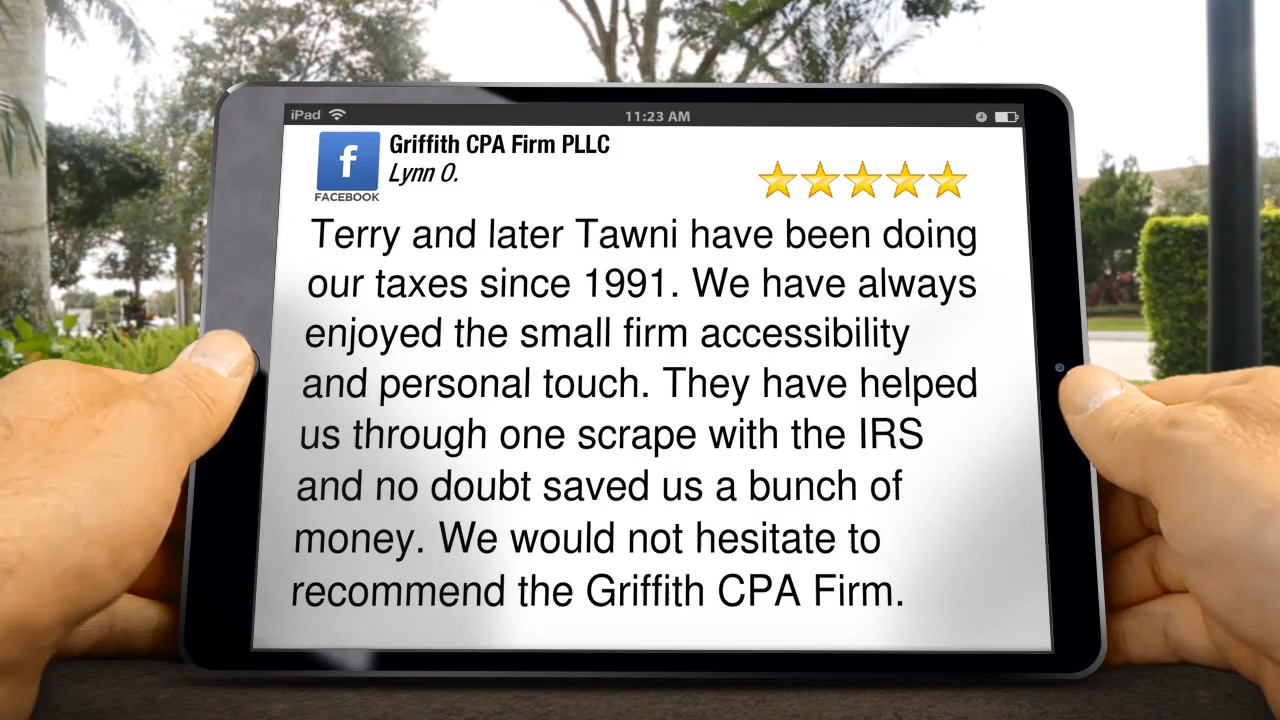 iPad 11:23 AM
Griffith CPA Firm PLLC
Lynn O.
f
FACEBOOK
Terry and later Tawni have been doing
our taxes since 1991. We have always
enjoyed the small firm accessibility
and personal touch. They have helped
us through one scrape with the IRS
and no doubt saved us a bunch of
money. We would not hesitate to
recommend the Griffith CPA Firm.